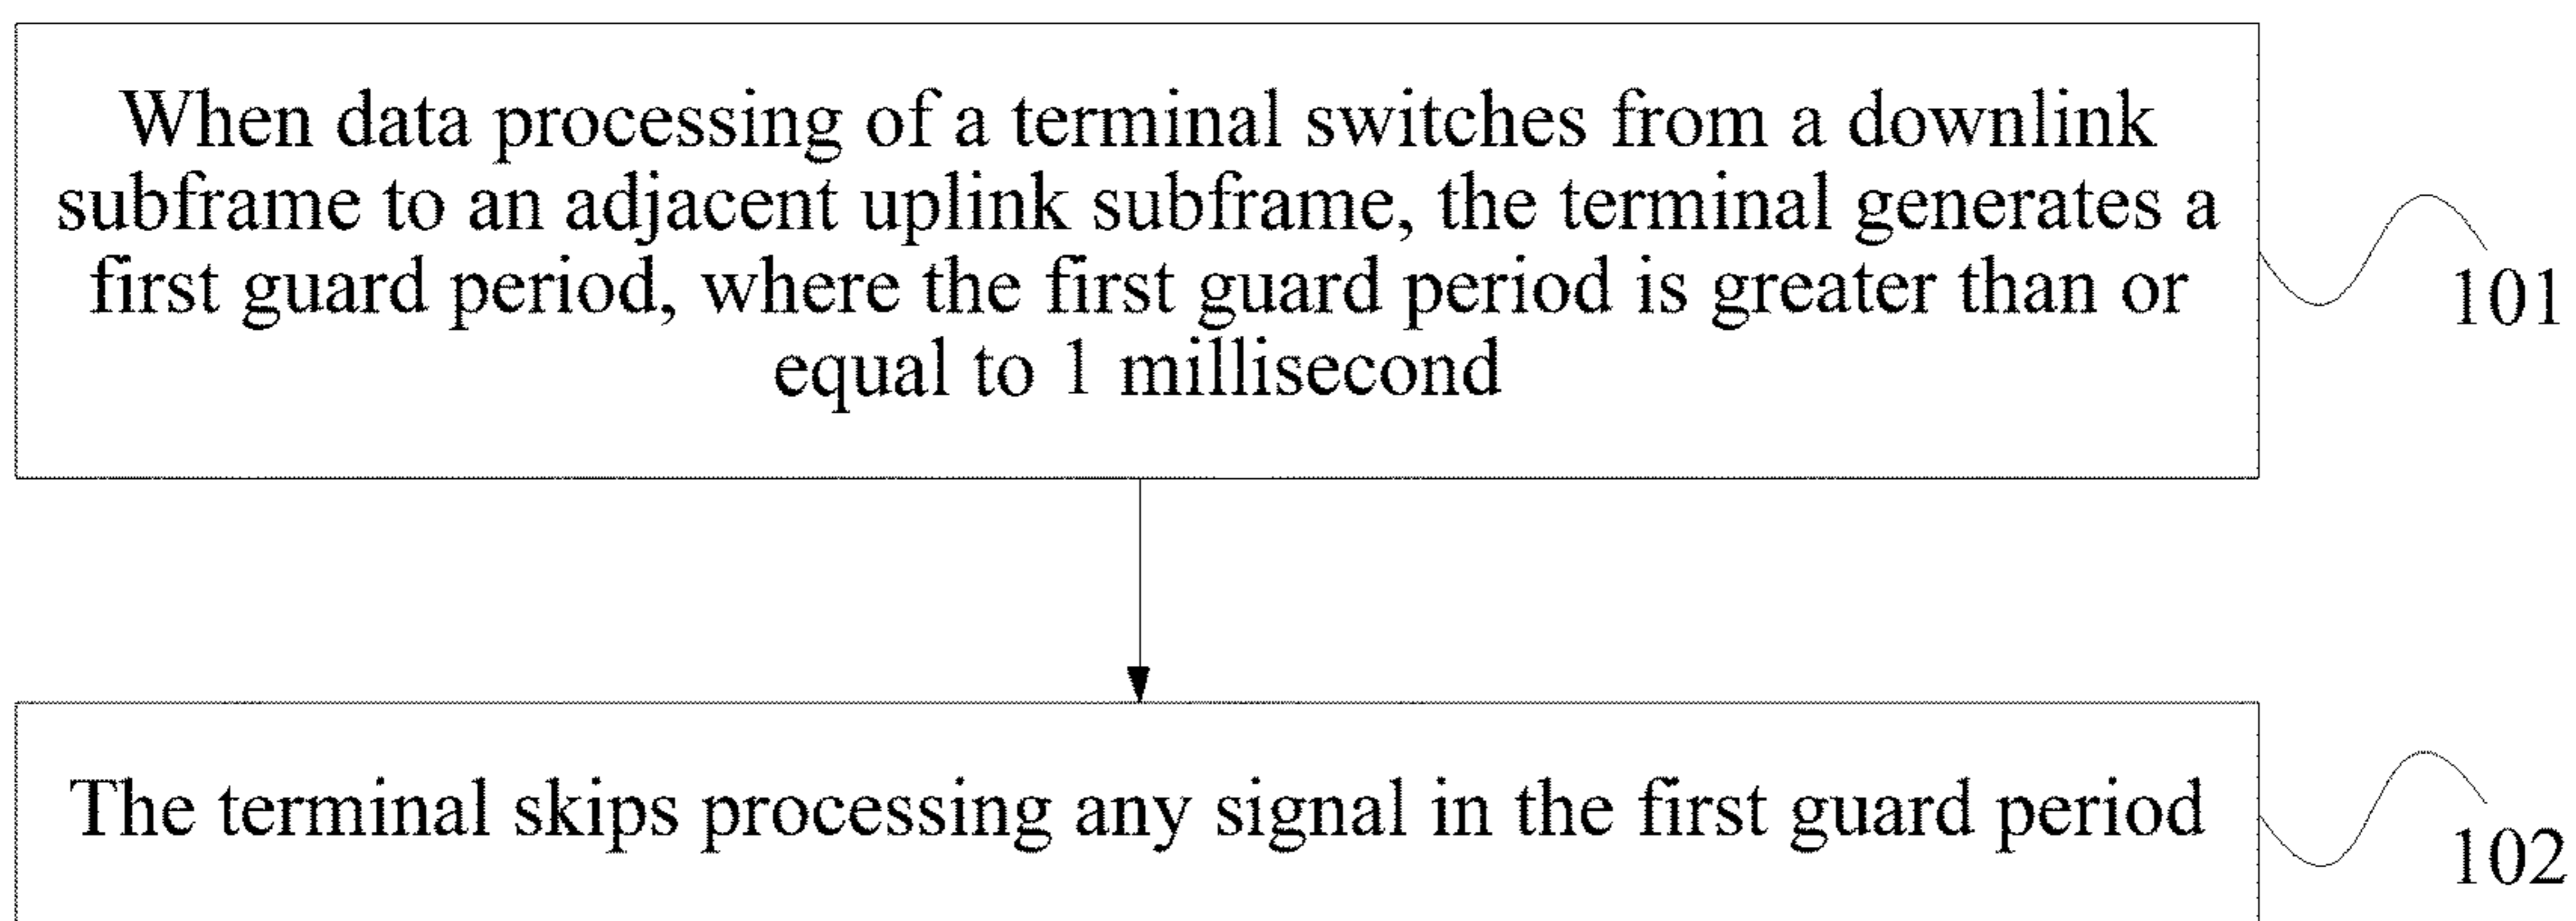 When data processing of a terminal switches from a downlink
subframe to an adjacent uplink subframe, the terminal generates a
first guard period, where the first guard period is greater than or
equal to 1 millisecond
101
The terminal skips processing any signal in the first guard period
102